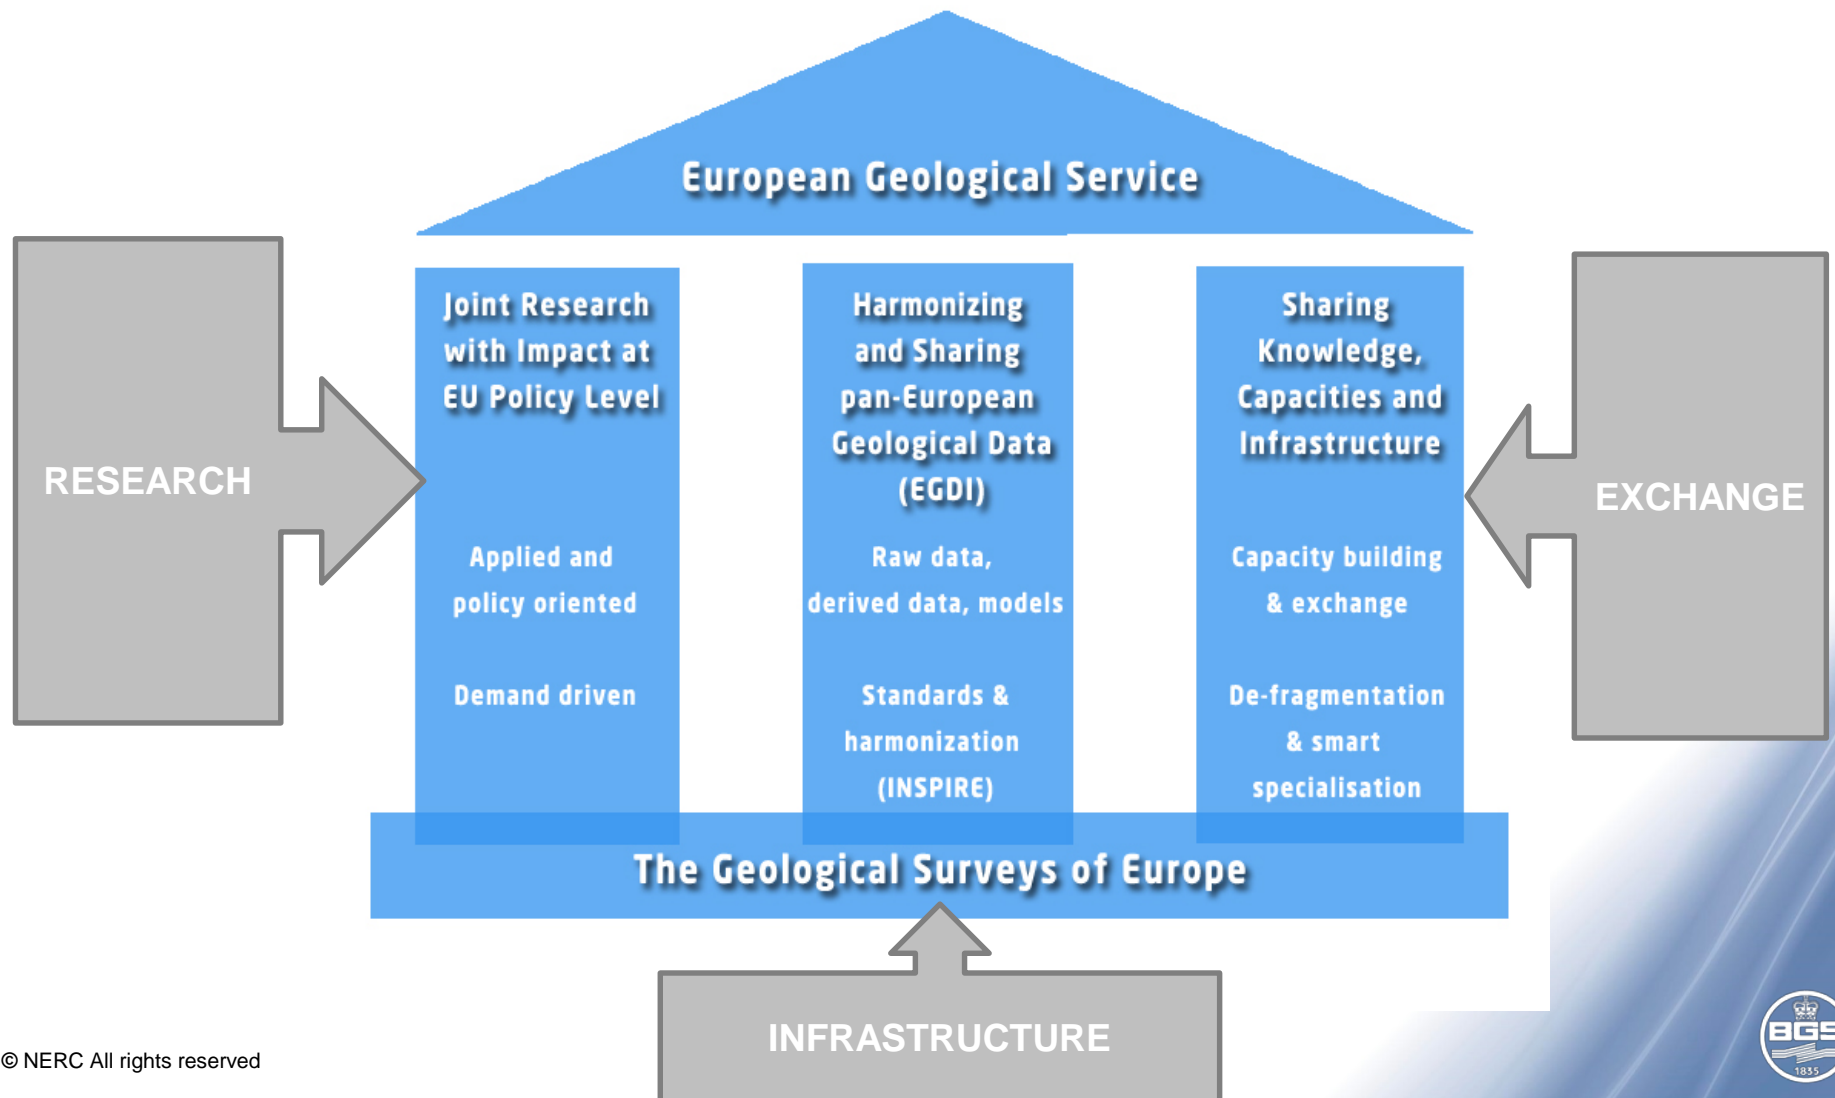 European Geological Service
RESEARCH
Joint Research
with Impact at
EU Policy Level
Applied and
policy oriented
Demand driven
Harmonizing
and Sharing
pan-European
Geological Data
(EGDI)
Raw data,
derived data, models
Standards &
harmonization
(INSPIRE)
Sharing
Knowledge,
Capacities and
Infrastructure
Capacity building
& exchange
De-fragmentation
& smart
specialisation
EXCHANGE
The Geological Surveys of Europe
INFRASTRUCTURE
© NERC All rights reserved
BGS
1835